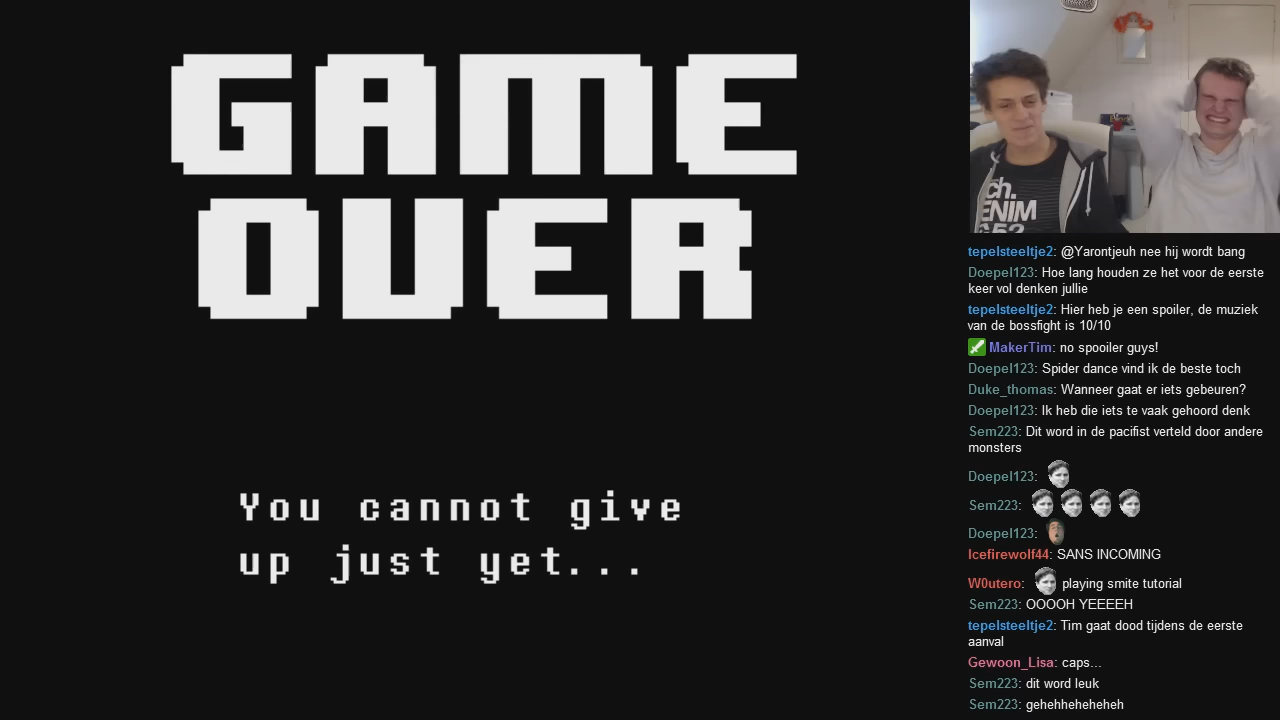 GAME
OVER
You cannot give
up just yet...
ch.
ENIM
tepelsteeltje2: @Yarontjeuh nee hij wordt bang
Doepel123: Hoe lang houden ze het voor de eerste
keer vol denken jullie
tepelsteeltje2: Hier heb je een spoiler, de muziek
van de bossfight is 10/10
MakerTim: no spooiler guys!
Doepel123: Spider dance vind ik de beste toch
Duke_thomas: Wanneer gaat er iets gebeuren?
Doepel123: Ik heb die iets te vaak gehoord denk
Sem223: Dit word in de pacifist verteld door andere
monsters
Doepel123:
Sem223:
Doepel123:
Icefirewolf44: SANS INCOMING
W0utero: playing smite tutorial
Sem223: OOOOH YEEEEH
tepelsteeltje2: Tim gaat dood tijdens de eerste
aanval
Gewoon_Lisa: caps...
Sem223: dit word leuk
Sem223: gehehheheheheh